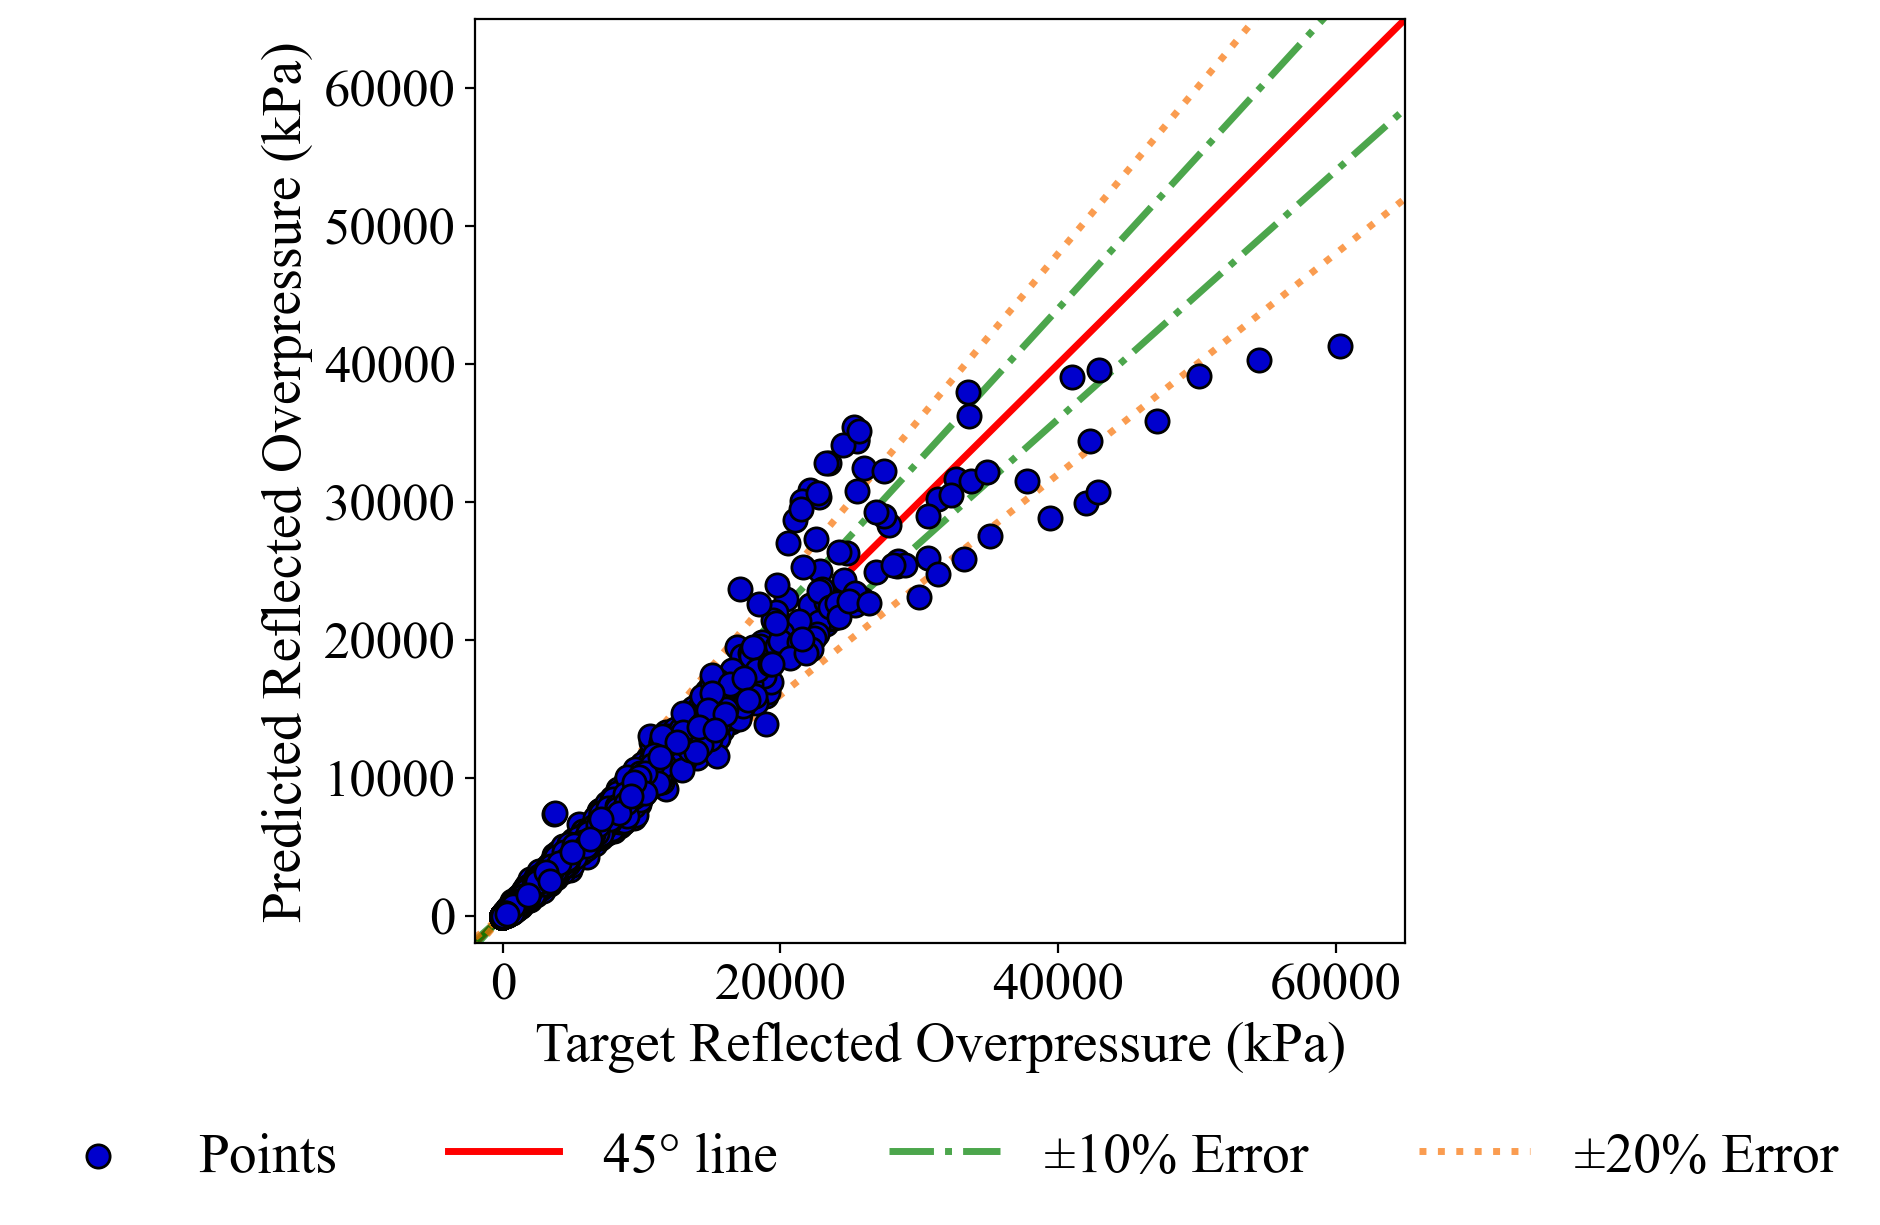 Predicted Reflected Overpressure (kPa)
60000
50000
40000
30000
20000
10000
0
0 20000 40000 60000
Target Reflected Overpressure (kPa)
Points 45° line ±10% Error ±20% Error